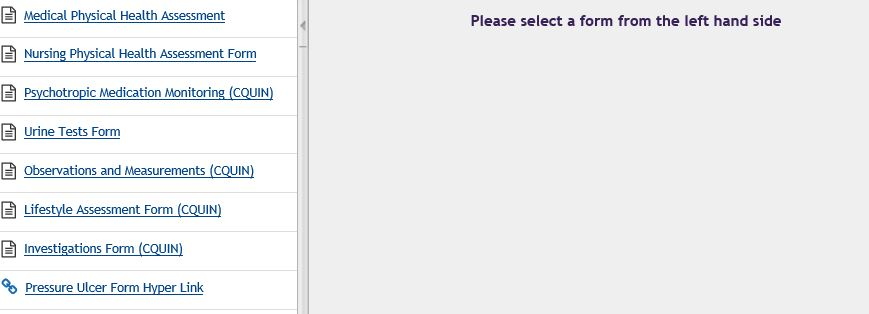 Medical Physical Health Assessment
Please select a form from the left hand side
Nursing Physical Health Assessment Form
Psychotropic Medication Monitoring (CQUIN)
Urine Tests Form
Observations and Measurements (CQUIN)
Lifestyle Assessment Form (CQUIN)
Investigations Form (CQUIN)
Pressure Ulcer Form Hyper Link